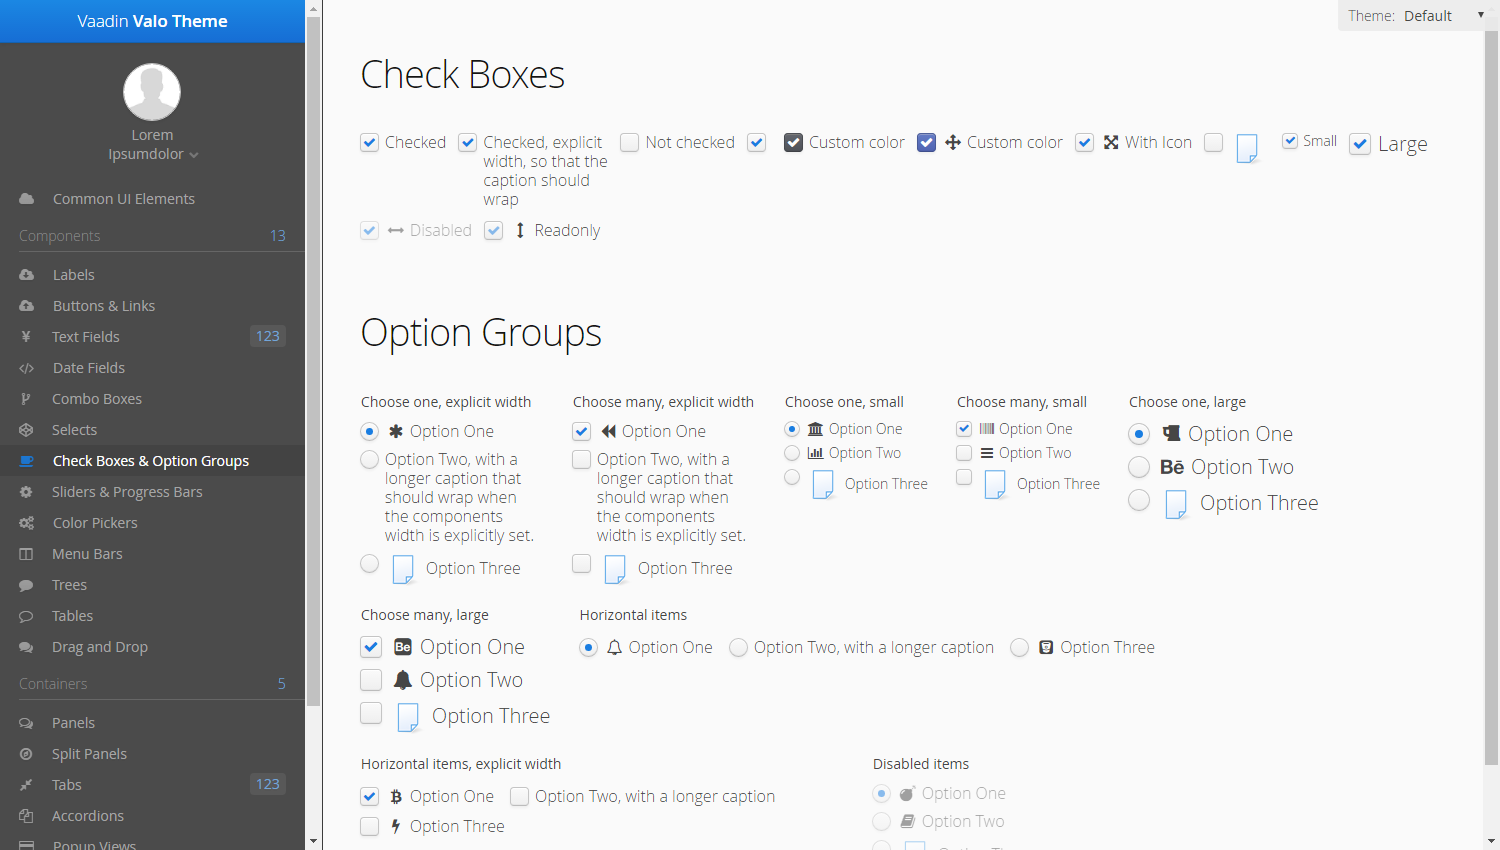 Vaadin Valo Theme
Lorem
Ipsumdolor
Common UI Elements
Components 13
Labels
Buttons & Links
Text Fields 123
Date Fields
Combo Boxes
Selects
Check Boxes & Option Groups
Sliders & Progress Bars
Color Pickers
Menu Bars
Trees
Tables
Drag and Drop
Containers 5
Panels
Split Panels
Tabs 123
Accordions
Popup Views
Theme: Default
Check Boxes
Checked
Checked, explicit
width, so that the
caption should
wrap
Not checked
Custom color
Custom color
With Icon
Small
Large
Disabled
Readonly
Option Groups
Choose one, explicit width
Option One
Option Two, with a
longer caption that
should wrap when
the components
width is explicitly set.
Option Three
Choose many, explicit width
Option One
Option Two, with a
longer caption that
should wrap when
the components
width is explicitly set.
Option Three
Choose one, small
Option One
Option Two
Option Three
Choose many, small
Option One
Option Two
Option Three
Choose one, large
Option One
Option Two
Option Three
Choose many, large
Option One
Option Two
Option Three
Horizontal items
Option One Option Two, with a longer caption Option Three
Horizontal items, explicit width
Option One Option Two, with a longer caption
Option Three
Disabled items
Option One
Option Two